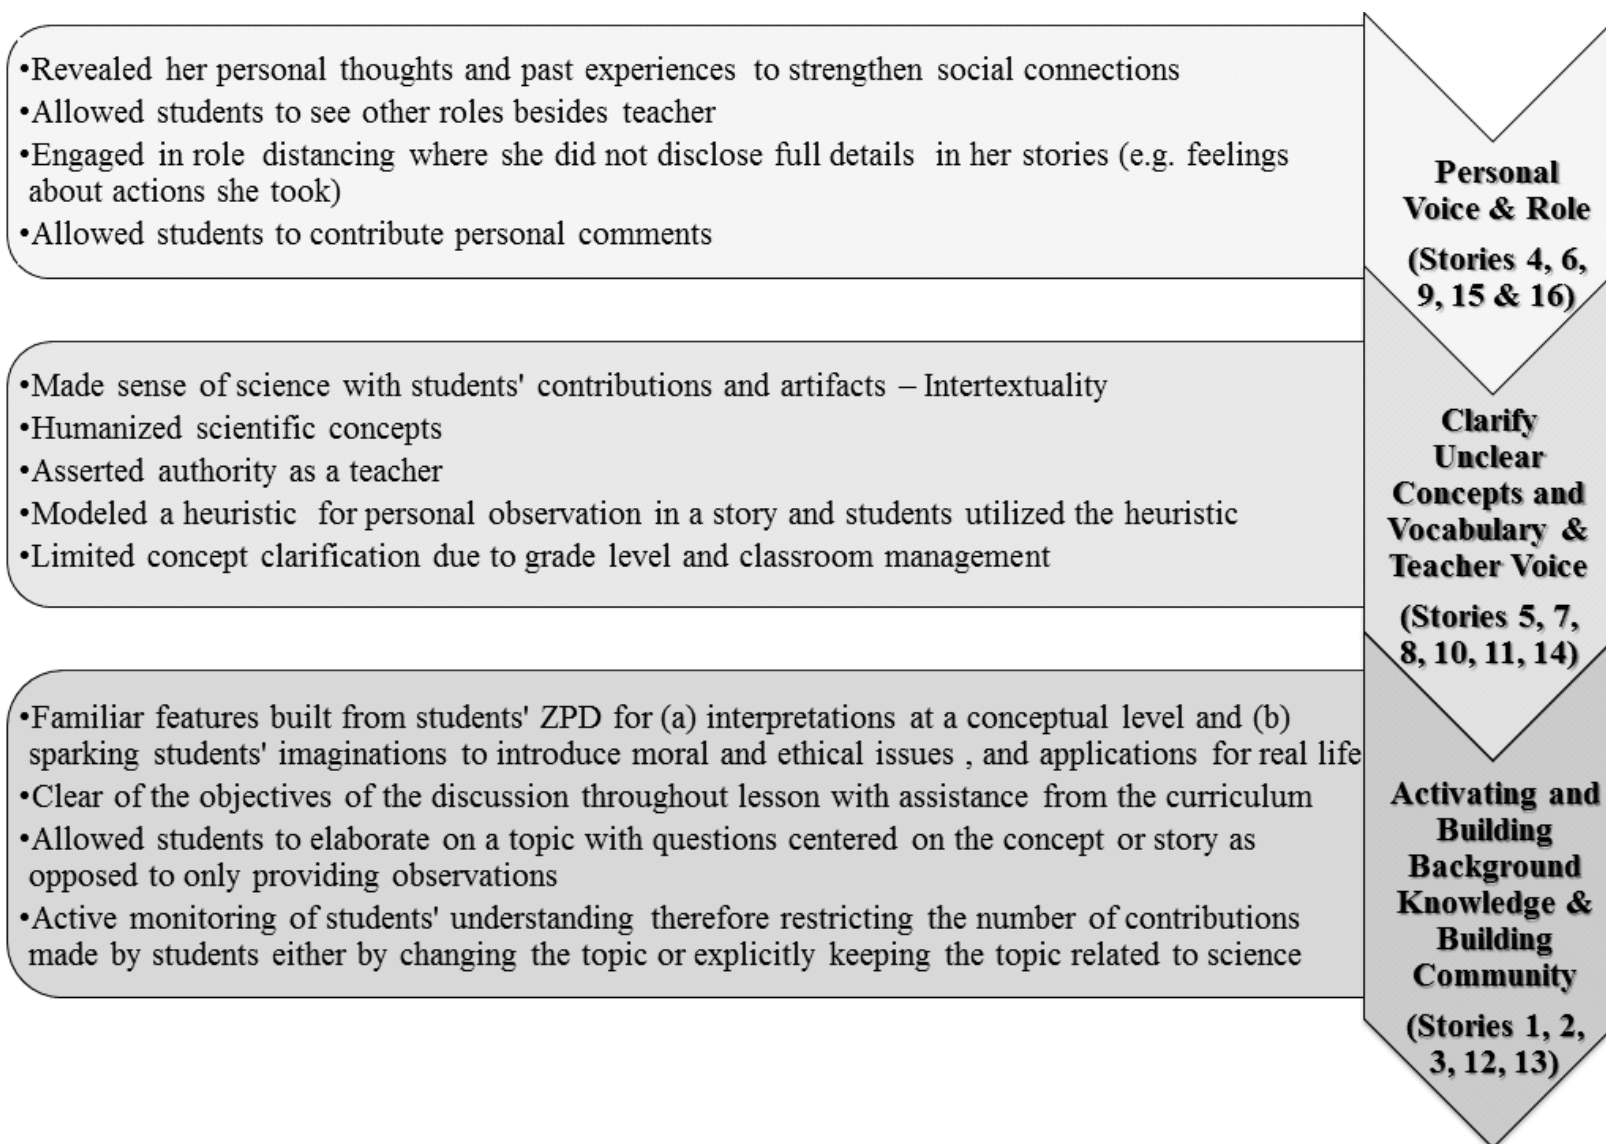 •Revealed her personal thoughts and past experiences to strengthen social connections
•Allowed students to see other roles besides teacher
•Engaged in role distancing where she did not disclose full details in her stories (e.g. feelings
about actions she took)
•Allowed students to contribute personal comments
Personal
Voice & Role
(Stories 4, 6,
9, 15 & 16)
•Made sense of science with students' contributions and artifacts – Intertextuality
•Humanized scientific concepts
•Asserted authority as a teacher
•Modeled a heuristic for personal observation in a story and students utilized the heuristic
•Limited concept clarification due to grade level and classroom management
Clarify
Unclear
Concepts and
Vocabulary &
Teacher Voice
(Stories 5, 7,
8, 10, 11, 14)
•Familiar features built from students' ZPD for (a) interpretations at a conceptual level and (b)
sparking students' imaginations to introduce moral and ethical issues , and applications for real life
•Clear of the objectives of the discussion throughout lesson with assistance from the curriculum
•Allowed students to elaborate on a topic with questions centered on the concept or story as
opposed to only providing observations
•Active monitoring of students' understanding therefore restricting the number of contributions
made by students either by changing the topic or explicitly keeping the topic related to science
Activating and
Building
Background
Knowledge &
Building
Community
(Stories 1, 2,
3, 12, 13)